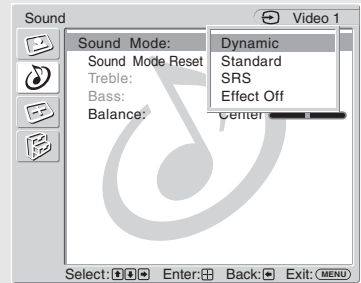 Sound Video 1
Sound Mode: Dynamic
Sound Mode Reset Standard
Treble: SRS
Bass: Effect Off
Balance: Center
Select: Enter: Back: Exit: MENU